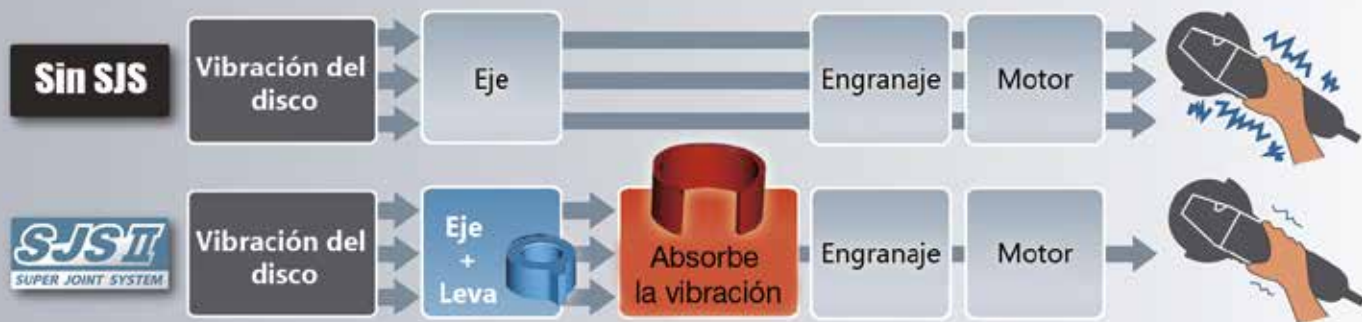 Sin SJS
Vibración del
disco
Eje
Engranaje
Motor
SJS II
SUPER JOINT SYSTEM
Vibración del
disco
Eje
+
Leva
Absorbe
la vibración
Engranaje
Motor